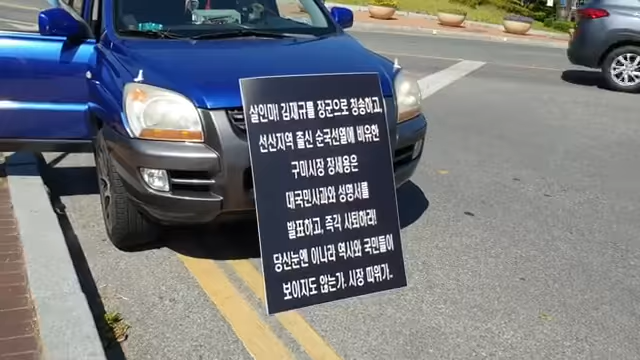 살인마! 김재규를 장군으로 칭송하고,
선산지역 출신 순국선열에 비유한
구미시장 장세용은
대국민사과와 성명서를
발표하고, 즉각 사퇴하라!
당신눈엔 이나라 역사와 국민들이
보이지도 않는가. 시장 따위가..